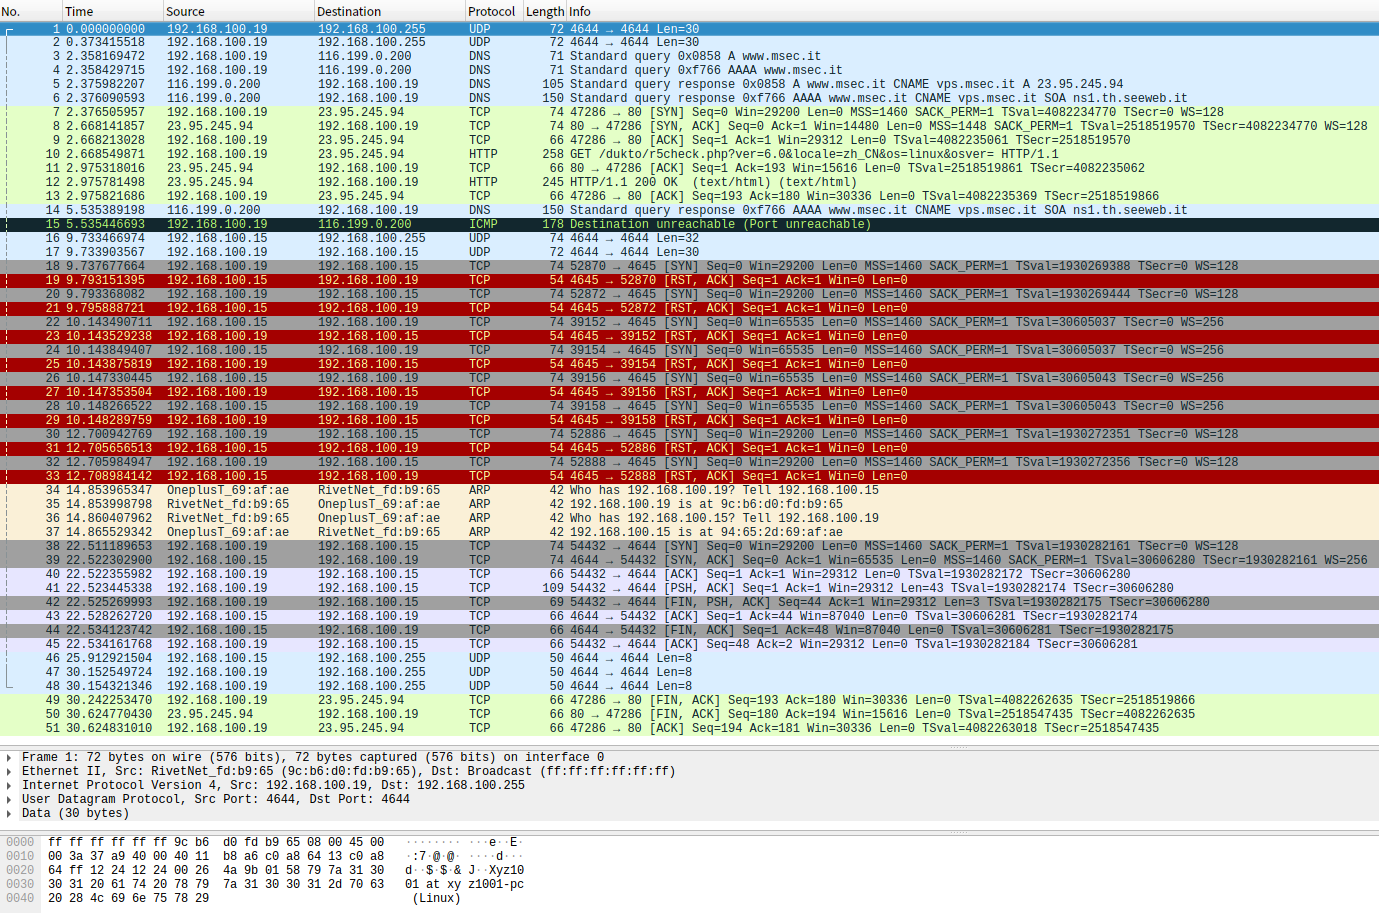 No. Time Source Destination Protocol Length Info
1 0.000000000 192.168.100.19 192.168.100.255 UDP 72 4644 → 4644 Len=30
2 0.373415518 192.168.100.19 192.168.100.255 UDP 72 4644 → 4644 Len=30
3 2.358169472 192.168.100.19 116.199.0.200 DNS 71 Standard query 0x0858 A www.msec.it
4 2.358429715 192.168.100.19 116.199.0.200 DNS 71 Standard query 0xf766 AAAA www.msec.it
5 2.375982207 116.199.0.200 192.168.100.19 DNS 105 Standard query response 0x0858 A www.msec.it CNAME vps.msec.it A 23.95.245.94
6 2.376090593 116.199.0.200 192.168.100.19 DNS 150 Standard query response 0xf766 AAAA www.msec.it CNAME vps.msec.it SOA ns1.th.seeweb.it
7 2.376505957 192.168.100.19 23.95.245.94 TCP 74 47286 → 80 [SYN] Seq=0 Win=29200 Len=0 MSS=1460 SACK_PERM=1 TSval=4082234770 TSecr=0 WS=128
8 2.668141857 23.95.245.94 192.168.100.19 TCP 74 80 → 47286 [SYN, ACK] Seq=0 Ack=1 Win=14480 Len=0 MSS=1448 SACK_PERM=1 TSval=2518519570 TSecr=4082234770 WS=128
9 2.668213028 192.168.100.19 23.95.245.94 TCP 66 47286 → 80 [ACK] Seq=1 Ack=1 Win=29312 Len=0 TSval=4082235061 TSecr=2518519570
10 2.668549871 192.168.100.19 23.95.245.94 HTTP 258 GET /dukto/r5check.php?ver=6.0&locale=zh_CN&os=linux&osver= HTTP/1.1
11 2.975318016 23.95.245.94 192.168.100.19 TCP 66 80 → 47286 [ACK] Seq=1 Ack=193 Win=15616 Len=0 TSval=2518519861 TSecr=4082235062
12 2.975781498 23.95.245.94 192.168.100.19 HTTP 245 HTTP/1.1 200 OK (text/html) (text/html)
13 2.975821686 192.168.100.19 23.95.245.94 TCP 66 47286 → 80 [ACK] Seq=193 Ack=180 Win=30336 Len=0 TSval=4082235369 TSecr=2518519866
14 5.535389198 116.199.0.200 192.168.100.19 DNS 150 Standard query response 0xf766 AAAA www.msec.it CNAME vps.msec.it SOA ns1.th.seeweb.it
15 5.535446693 192.168.100.19 116.199.0.200 ICMP 178 Destination unreachable (Port unreachable)
16 9.733466974 192.168.100.15 192.168.100.255 UDP 74 4644 → 4644 Len=32
17 9.733903567 192.168.100.19 192.168.100.15 UDP 72 4644 → 4644 Len=30
18 9.737677664 192.168.100.19 192.168.100.15 TCP 74 52870 → 4645 [SYN] Seq=0 Win=29200 Len=0 MSS=1460 SACK_PERM=1 TSval=1930269388 TSecr=0 WS=128
19 9.793151395 192.168.100.15 192.168.100.19 TCP 54 4645 → 52870 [RST, ACK] Seq=1 Ack=1 Win=0 Len=0
20 9.793368082 192.168.100.19 192.168.100.15 TCP 74 52872 → 4645 [SYN] Seq=0 Win=29200 Len=0 MSS=1460 SACK_PERM=1 TSval=1930269444 TSecr=0 WS=128
21 9.795888721 192.168.100.15 192.168.100.19 TCP 54 4645 → 52872 [RST, ACK] Seq=1 Ack=1 Win=0 Len=0
22 10.143490711 192.168.100.15 192.168.100.19 TCP 74 39152 → 4645 [SYN] Seq=0 Win=65535 Len=0 MSS=1460 SACK_PERM=1 TSval=30605037 TSecr=0 WS=256
23 10.143529238 192.168.100.19 192.168.100.15 TCP 54 4645 → 39152 [RST, ACK] Seq=1 Ack=1 Win=0 Len=0
24 10.143849407 192.168.100.15 192.168.100.19 TCP 74 39154 → 4645 [SYN] Seq=0 Win=65535 Len=0 MSS=1460 SACK_PERM=1 TSval=30605037 TSecr=0 WS=256
25 10.143875819 192.168.100.19 192.168.100.15 TCP 54 4645 → 39154 [RST, ACK] Seq=1 Ack=1 Win=0 Len=0
26 10.147330445 192.168.100.15 192.168.100.19 TCP 74 39156 → 4645 [SYN] Seq=0 Win=65535 Len=0 MSS=1460 SACK_PERM=1 TSval=30605043 TSecr=0 WS=256
27 10.147353504 192.168.100.19 192.168.100.15 TCP 54 4645 → 39156 [RST, ACK] Seq=1 Ack=1 Win=0 Len=0
28 10.148266522 192.168.100.15 192.168.100.19 TCP 74 39158 → 4645 [SYN] Seq=0 Win=65535 Len=0 MSS=1460 SACK_PERM=1 TSval=30605043 TSecr=0 WS=256
29 10.148289759 192.168.100.19 192.168.100.15 TCP 54 4645 → 39158 [RST, ACK] Seq=1 Ack=1 Win=0 Len=0
30 12.700942769 192.168.100.19 192.168.100.15 TCP 74 52886 → 4645 [SYN] Seq=0 Win=29200 Len=0 MSS=1460 SACK_PERM=1 TSval=1930272351 TSecr=0 WS=128
31 12.705656513 192.168.100.15 192.168.100.19 TCP 54 4645 → 52886 [RST, ACK] Seq=1 Ack=1 Win=0 Len=0
32 12.705984947 192.168.100.19 192.168.100.15 TCP 74 52888 → 4645 [SYN] Seq=0 Win=29200 Len=0 MSS=1460 SACK_PERM=1 TSval=1930272356 TSecr=0 WS=128
33 12.708984142 192.168.100.15 192.168.100.19 TCP 54 4645 → 52888 [RST, ACK] Seq=1 Ack=1 Win=0 Len=0
34 14.853965347 OneplusT_69:af:ae RivetNet_fd:b9:65 ARP 42 Who has 192.168.100.19? Tell 192.168.100.15
35 14.853998798 RivetNet_fd:b9:65 OneplusT_69:af:ae ARP 42 192.168.100.19 is at 9c:b6:d0:fd:b9:65
36 14.860407962 RivetNet_fd:b9:65 OneplusT_69:af:ae ARP 42 Who has 192.168.100.15? Tell 192.168.100.19
37 14.865529342 OneplusT_69:af:ae RivetNet_fd:b9:65 ARP 42 192.168.100.15 is at 94:65:2d:69:af:ae
38 22.511189653 192.168.100.19 192.168.100.15 TCP 74 54432 → 4644 [SYN] Seq=0 Win=29200 Len=0 MSS=1460 SACK_PERM=1 TSval=1930282161 TSecr=0 WS=128
39 22.522302900 192.168.100.15 192.168.100.19 TCP 74 4644 → 54432 [SYN, ACK] Seq=0 Ack=1 Win=65535 Len=0 MSS=1460 SACK_PERM=1 TSval=30606280 TSecr=1930282161 WS=256
40 22.522355982 192.168.100.19 192.168.100.15 TCP 66 54432 → 4644 [ACK] Seq=1 Ack=1 Win=29312 Len=0 TSval=1930282172 TSecr=30606280
41 22.523445338 192.168.100.19 192.168.100.15 TCP 109 54432 → 4644 [PSH, ACK] Seq=1 Ack=1 Win=29312 Len=43 TSval=1930282174 TSecr=30606280
42 22.525269993 192.168.100.19 192.168.100.15 TCP 69 54432 → 4644 [FIN, PSH, ACK] Seq=44 Ack=1 Win=29312 Len=3 TSval=1930282175 TSecr=30606280
43 22.528262720 192.168.100.15 192.168.100.19 TCP 66 4644 → 54432 [ACK] Seq=1 Ack=44 Win=87040 Len=0 TSval=30606281 TSecr=1930282174
44 22.534123742 192.168.100.15 192.168.100.19 TCP 66 4644 → 54432 [FIN, ACK] Seq=1 Ack=48 Win=87040 Len=0 TSval=30606281 TSecr=1930282175
45 22.534161768 192.168.100.19 192.168.100.15 TCP 66 54432 → 4644 [ACK] Seq=48 Ack=2 Win=29312 Len=0 TSval=1930282184 TSecr=30606281
46 25.912921504 192.168.100.15 192.168.100.255 UDP 50 4644 → 4644 Len=8
47 30.152549724 192.168.100.19 192.168.100.255 UDP 50 4644 → 4644 Len=8
48 30.154321346 192.168.100.19 192.168.100.255 UDP 50 4644 → 4644 Len=8
49 30.242253470 192.168.100.19 23.95.245.94 TCP 66 47286 → 80 [FIN, ACK] Seq=193 Ack=180 Win=30336 Len=0 TSval=4082262635 TSecr=2518519866
50 30.624770430 23.95.245.94 192.168.100.19 TCP 66 80 → 47286 [FIN, ACK] Seq=180 Ack=194 Win=15616 Len=0 TSval=2518547435 TSecr=4082262635
51 30.624831010 192.168.100.19 23.95.245.94 TCP 66 47286 → 80 [ACK] Seq=194 Ack=181 Win=30336 Len=0 TSval=4082263018 TSecr=2518547435
Frame 1: 72 bytes on wire (576 bits), 72 bytes captured (576 bits) on interface 0
Ethernet II, Src: RivetNet_fd:b9:65 (9c:b6:d0:fd:b9:65), Dst: Broadcast (ff:ff:ff:ff:ff:ff)
Internet Protocol Version 4, Src: 192.168.100.19, Dst: 192.168.100.255
User Datagram Protocol, Src Port: 4644, Dst Port: 4644
Data (30 bytes)
0000 ff ff ff ff ff ff 9c b6 d0 fd b9 65 08 00 45 00 ········ ···e··E·
0010 00 3a 37 a9 40 00 40 11 b8 a6 c0 a8 64 13 c0 a8 ·:7·@·@· ····d···
0020 64 ff 12 24 12 24 00 26 4a 9b 01 58 79 7a 31 30 d··$·$·& J··Xyz10
0030 30 31 20 61 74 20 78 79 7a 31 30 30 31 2d 70 63 01 at xy z1001-pc
0040 20 28 4c 69 6e 75 78 29 (Linux)